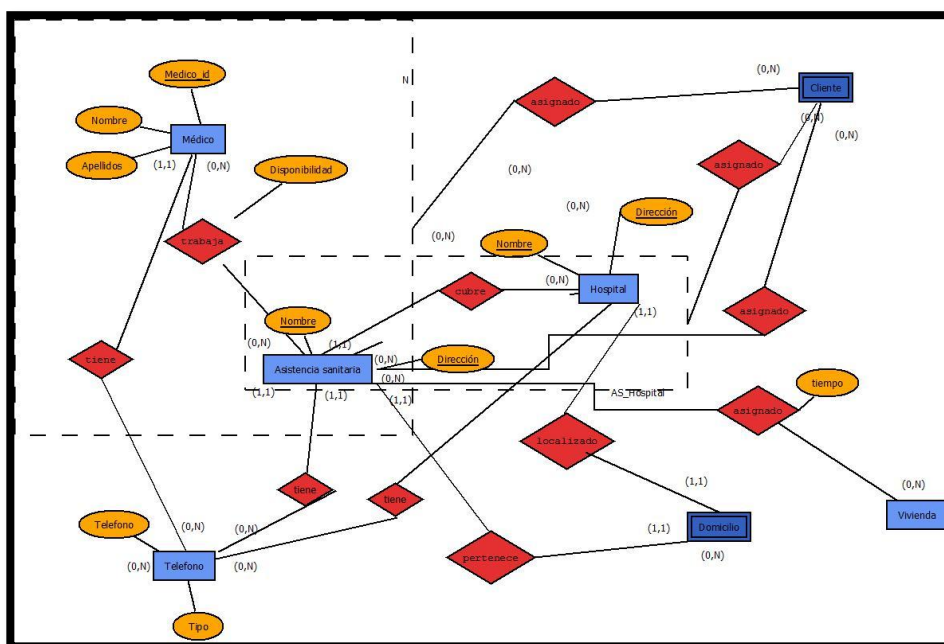 N
(0,N)
Cliente
Medico_id
asignado
Nombre
(0,N)
(0,N)
Médico
Apellidos
(1,1)
(0,N)
Disponibilidad
(0,N)
asignado
Dirección
(0,N)
trabaja
(0,N)
Nombre
cubre
(0,N)
Hospital
(1,1)
asignado
Nombre
(0,N)
(1,1)
tiene
(0,N)
Dirección
Asistencia sanitaria
(0,N)
(1,1)
(1,1)
(1,1)
AS_Hospital
tiempo
asignado
localizado
(0,N)
(1,1)
Vivienda
tiene
tiene
Telefono
(0,N)
(0,N)
(1,1)
Domicilio
(0,N)
pertenece
(0,N)
Telefono
(0,N)
Tipo